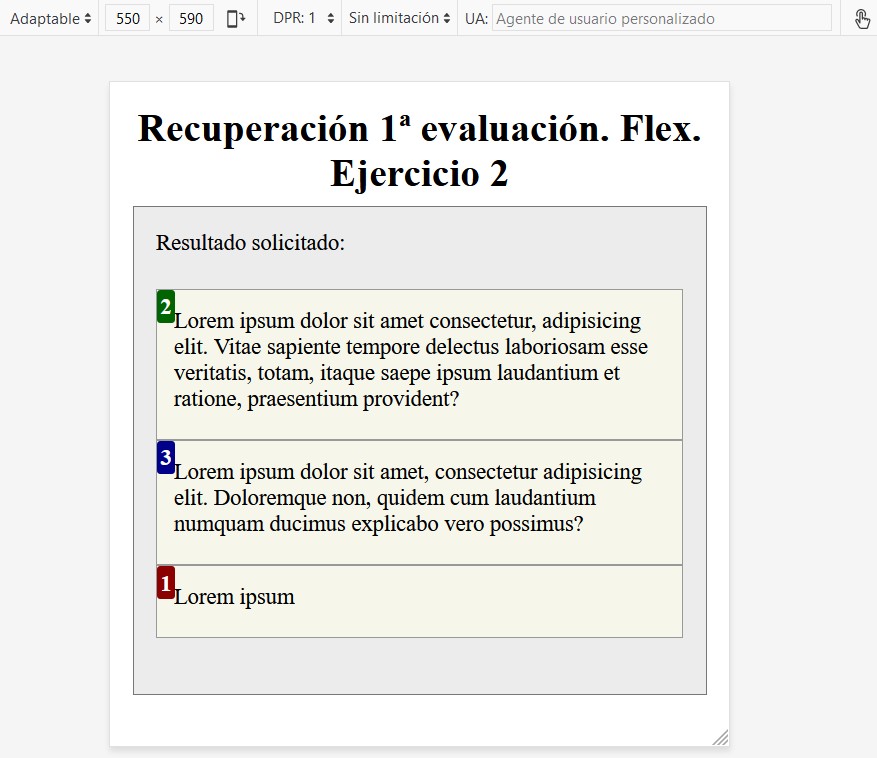 Adaptable 550 × 590 DPR: 1 Sin limitación UA: Agente de usuario personalizado
Recuperación 1ª evaluación. Flex.
Ejercicio 2
Resultado solicitado:
2
Lorem ipsum dolor sit amet consectetur, adipisicing
elit. Vitae sapiente tempore delectus laboriosam esse
veritatis, totam, itaque saepe ipsum laudantium et
ratione, praesentium provident?
3
Lorem ipsum dolor sit amet, consectetur adipisicing
elit. Doloremque non, quidem cum laudantium
numquam ducimus explicabo vero possimus?
1
Lorem ipsum